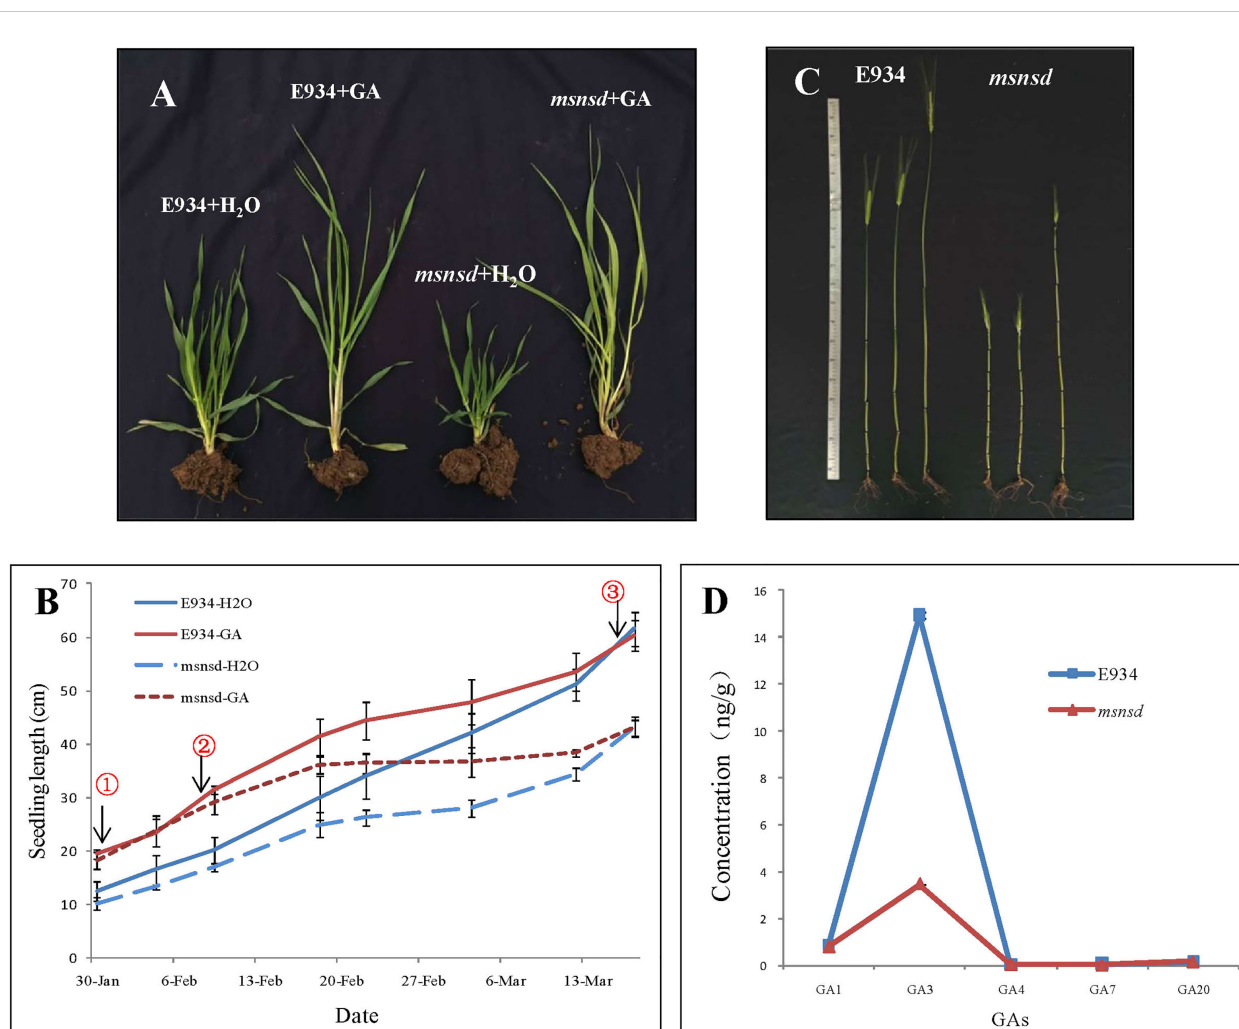 A
E934+GA
msnsd+GA
E934+H2O
msnsd+H2O
C
E934
msnsd
B
70
60
50
40
30
20
10
0
Seedling length (cm)
E934-H2O
E934-GA
msnsd-H2O
msnsd-GA
①
②
③
30-Jan 6-Feb 13-Feb 20-Feb 27-Feb 6-Mar 13-Mar
Date
D
16
14
12
10
8
6
4
2
0
Concentration（ng/g）
E934
msnsd
GA1 GA3 GA4 GA7 GA20
GAs